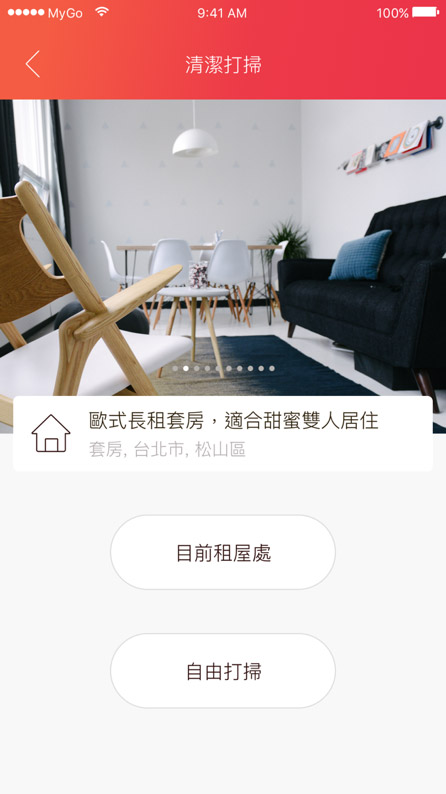 MyGo 9:41 AM 100%
清潔打掃
歐式長租套房，適合甜蜜雙人居住
套房, 台北市, 松山區
目前租屋處
自由打掃